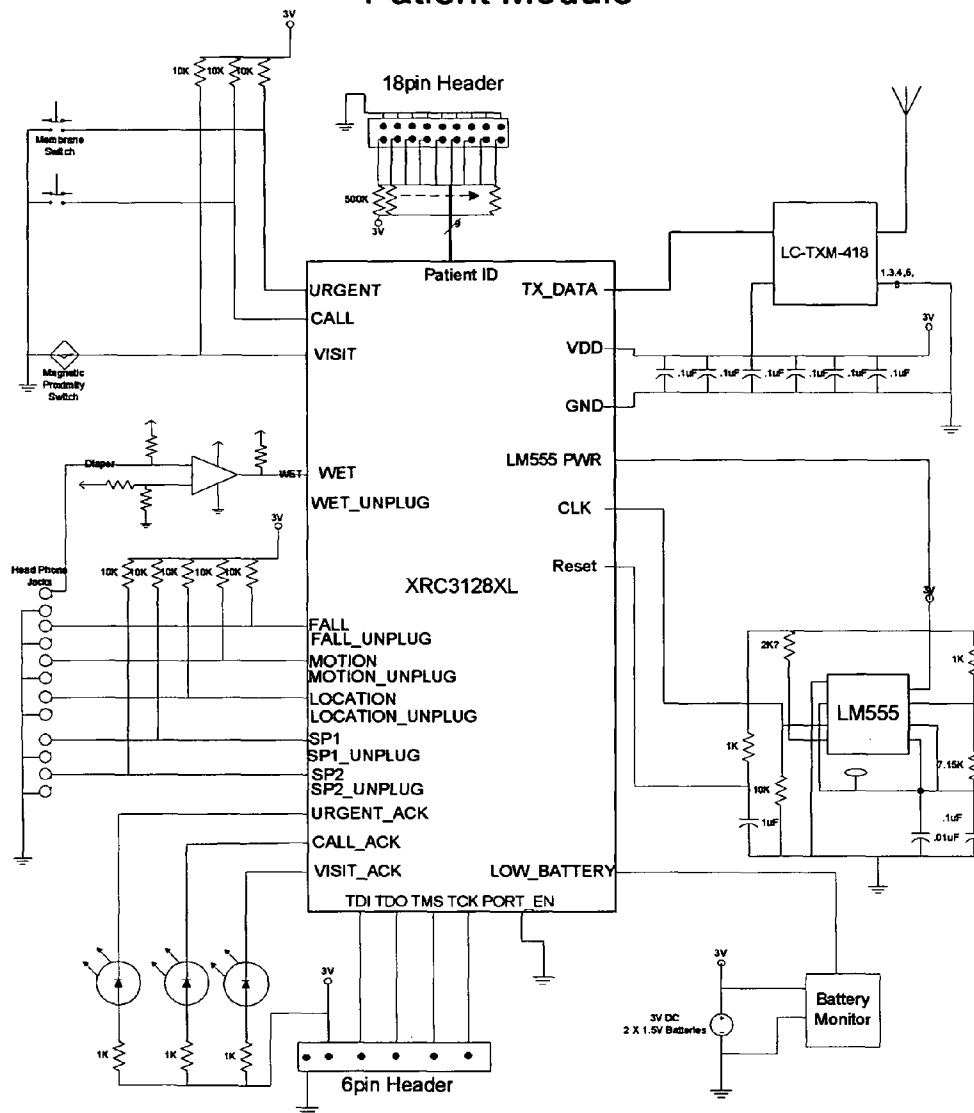 Patient Module
3V
10K
10K
10K
18pin Header
Membrane
Switch
500K
3V
9
LC-TXM-418
1,3,4,6,
8
Patient ID
URGENT
TX_DATA
CALL
VISIT
VDD
3V
Magnetic
Proximity
Switch
.1uF
.1uF
.1uF
.1uF
.1uF
.1uF
GND
LM555 PWR
Diaper
WET
WET
WET_UNPLUG
CLK
3V
Head Phone
Jacks
10K
10K
10K
10K
10K
Reset
XRC3128XL
3V
FALL
FALL_UNPLUG
MOTION
MOTION_UNPLUG
LOCATION
LOCATION_UNPLUG
SP1
SP1_UNPLUG
SP2
SP2_UNPLUG
2K?
1K
LM555
1K
7.15K
10K
1uF
.1uF
.01uF
URGENT_ACK
CALL_ACK
VISIT_ACK
LOW_BATTERY
TDI TDO TMS TCK PORT_EN
3V
3V
1K
1K
1K
3V DC
2 X 1.5V Batteries
Battery
Monitor
6pin Header